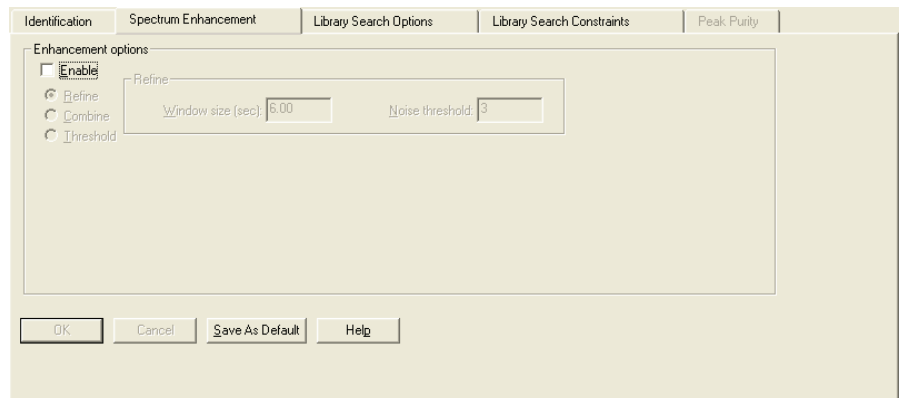 Identification Spectrum Enhancement Library Search Options Library Search Constraints Peak Purity
Enhancement options
Enable
Refine
Refine
Window size (sec): 6.00 Noise threshold: 3
Combine
Threshold
OK Cancel Save As Default Help